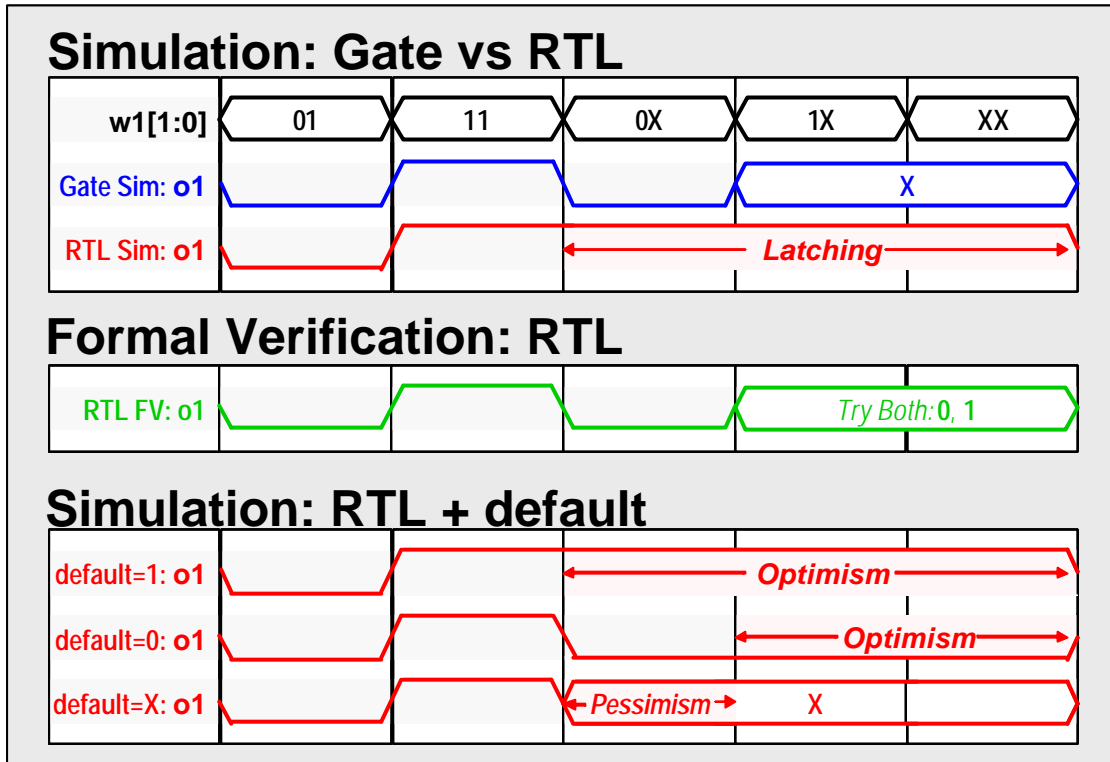 Simulation: Gate vs RTL
w1[1:0] 01 11 0X 1X XX
Gate Sim: o1 X
RTL Sim: o1 Latching
Formal Verification: RTL
RTL FV: o1 Try Both: 0, 1
Simulation: RTL + default
default=1: o1 Optimism
default=0: o1 Optimism
default=X: o1 Pessimism X